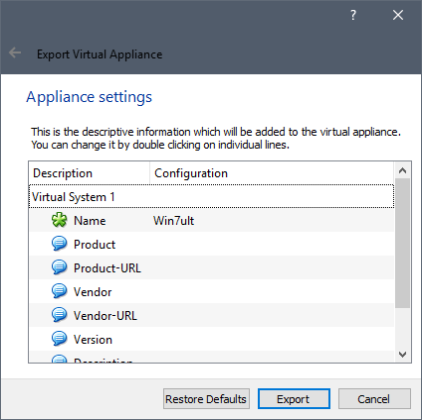 ?
Export Virtual Appliance
Appliance settings
This is the descriptive information which will be added to the virtual appliance.
You can change it by double clicking on individual lines.
Description Configuration
Virtual System 1
Name Win7ult
Product
Product-URL
Vendor
Vendor-URL
Version
Description
Restore Defaults Export Cancel